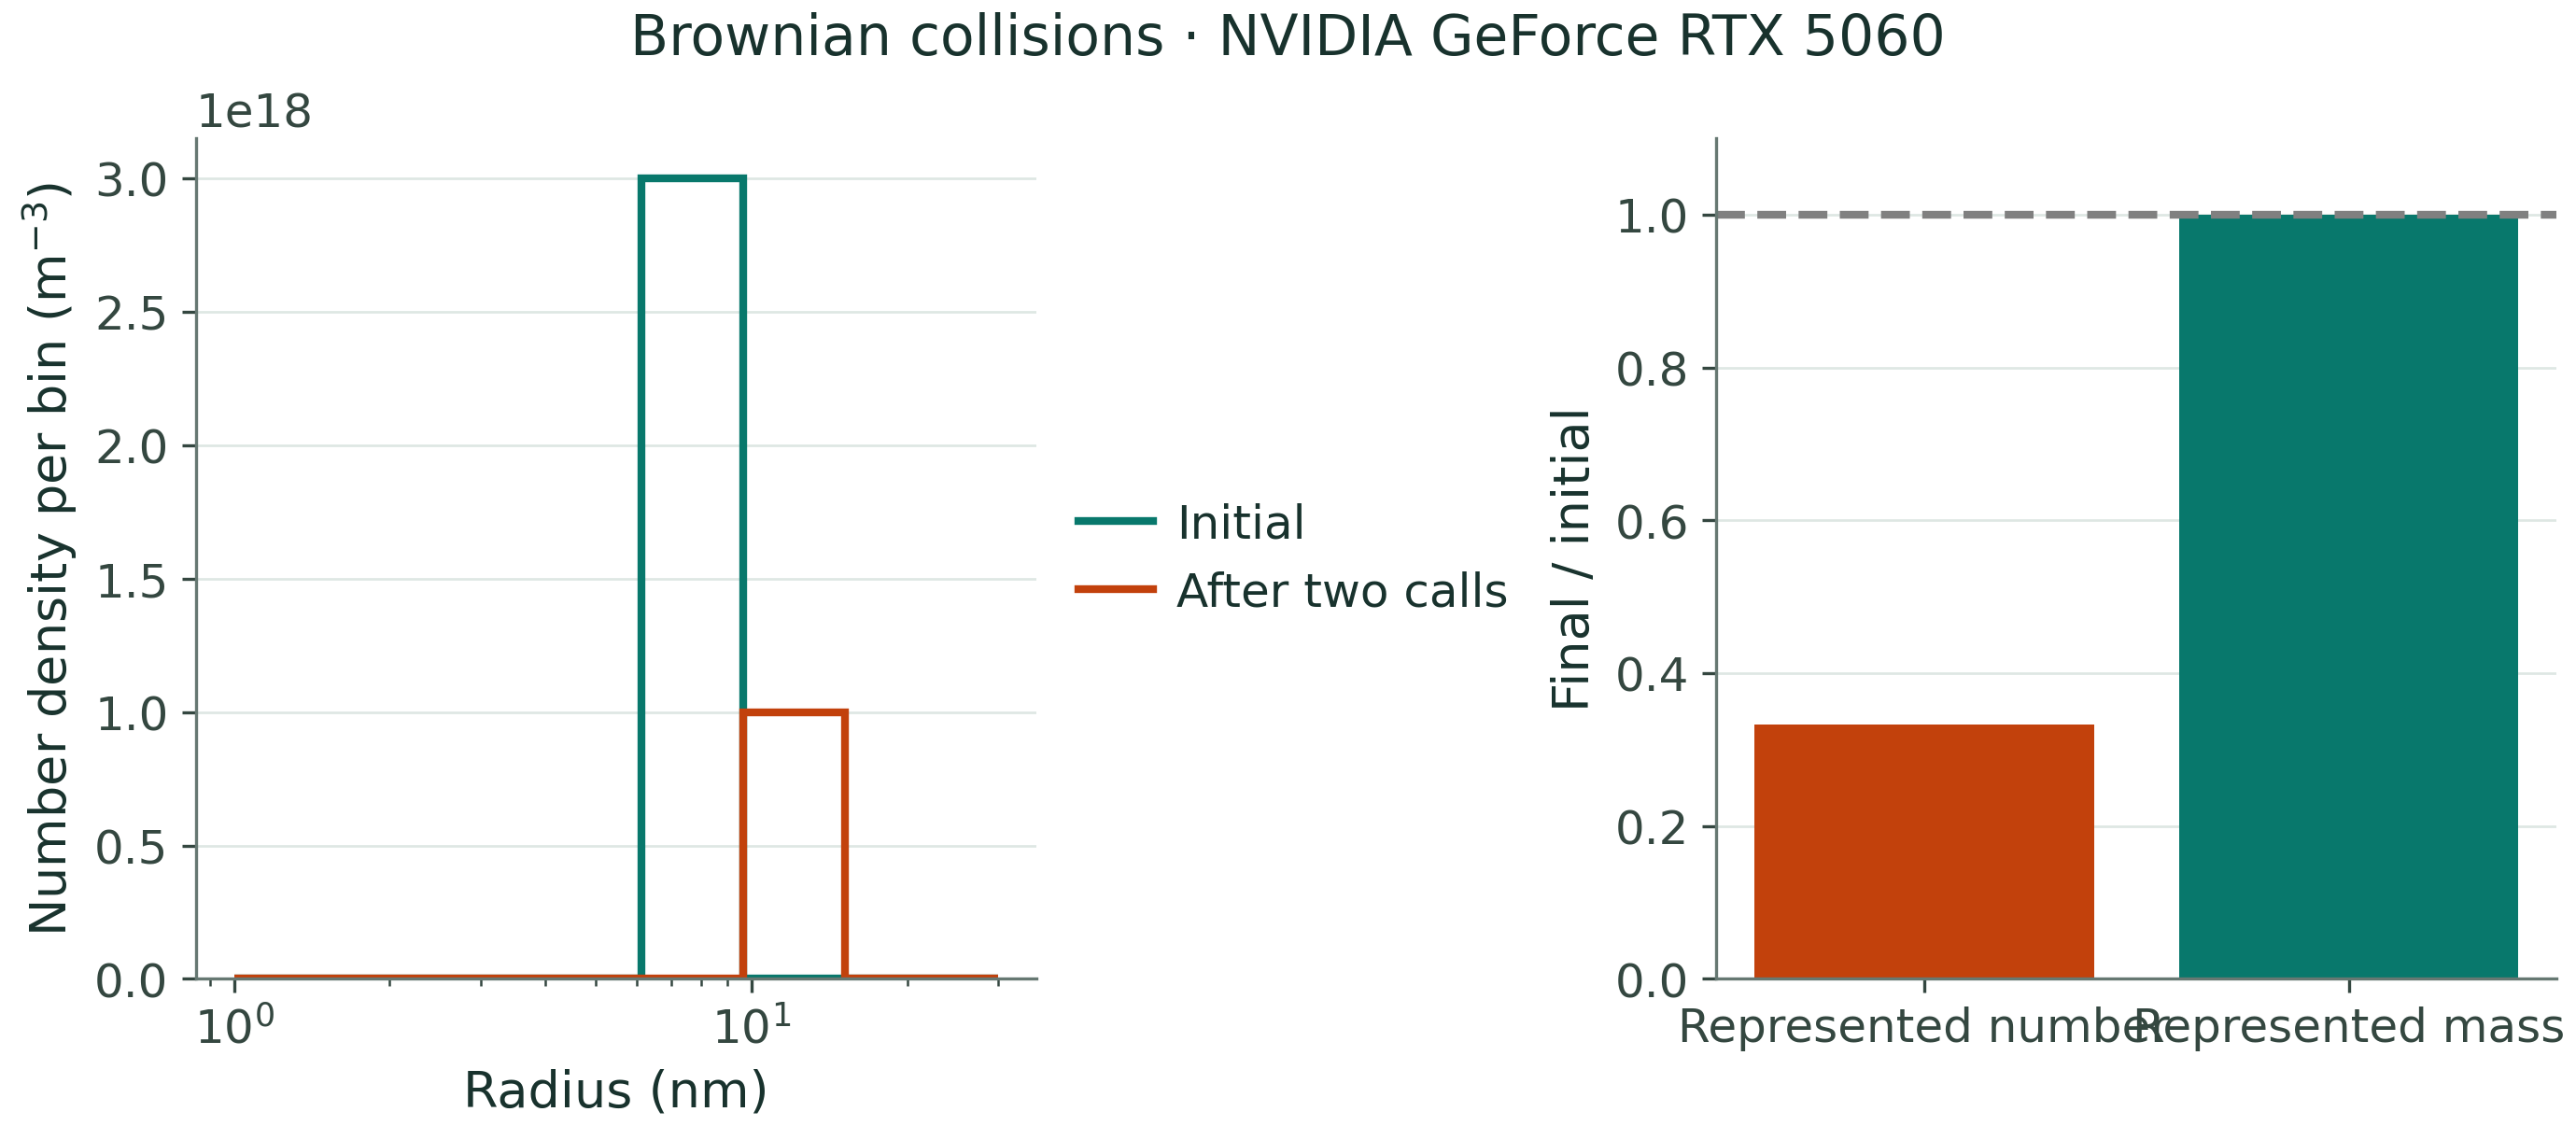 Brownian collisions · NVIDIA GeForce RTX 5060
1e18
Number density per bin (m⁻³)
3.0
2.5
2.0
1.5
1.0
0.5
0.0
10⁰
10¹
Radius (nm)
Initial
After two calls
Final / initial
1.0
0.8
0.6
0.4
0.2
0.0
Represented number
Represented mass